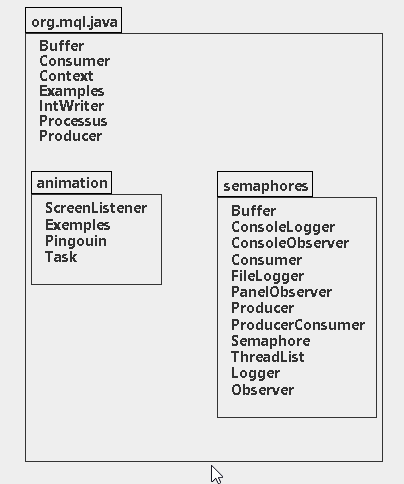 org.mql.java
Buffer
Consumer
Context
Examples
IntWriter
Processus
Producer
animation
ScreenListener
Exemples
Pingouin
Task
semaphores
Buffer
ConsoleLogger
ConsoleObserver
Consumer
FileLogger
PanelObserver
Producer
ProducerConsumer
Semaphore
ThreadList
Logger
Observer